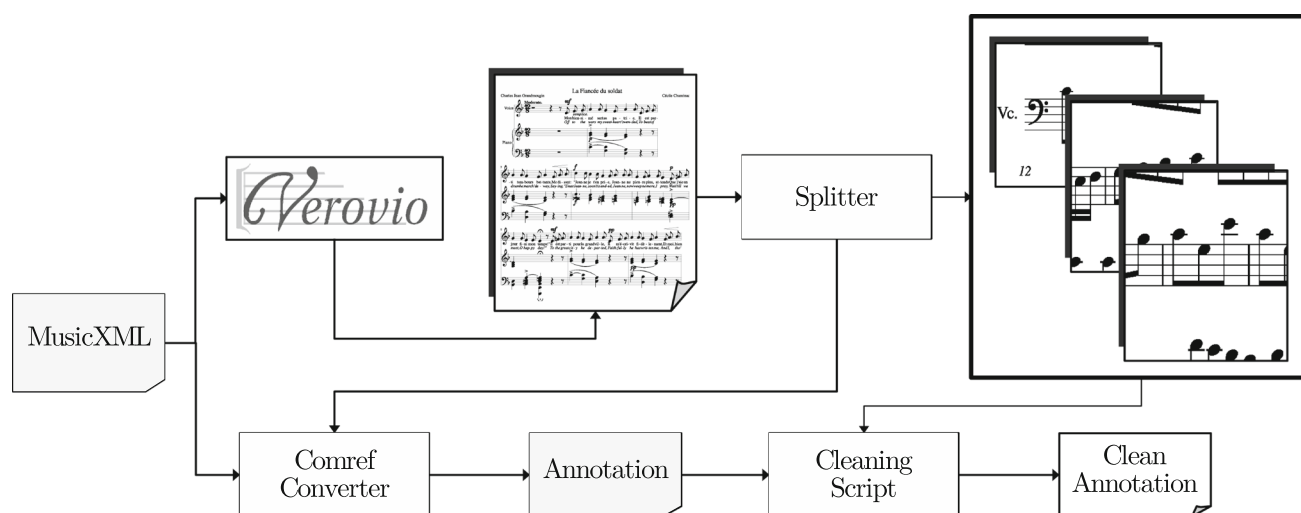 La Fiancée du soldat
Verovio
Splitter
Vc.
12
MusicXML
Comref
Converter
Annotation
Cleaning
Script
Clean
Annotation